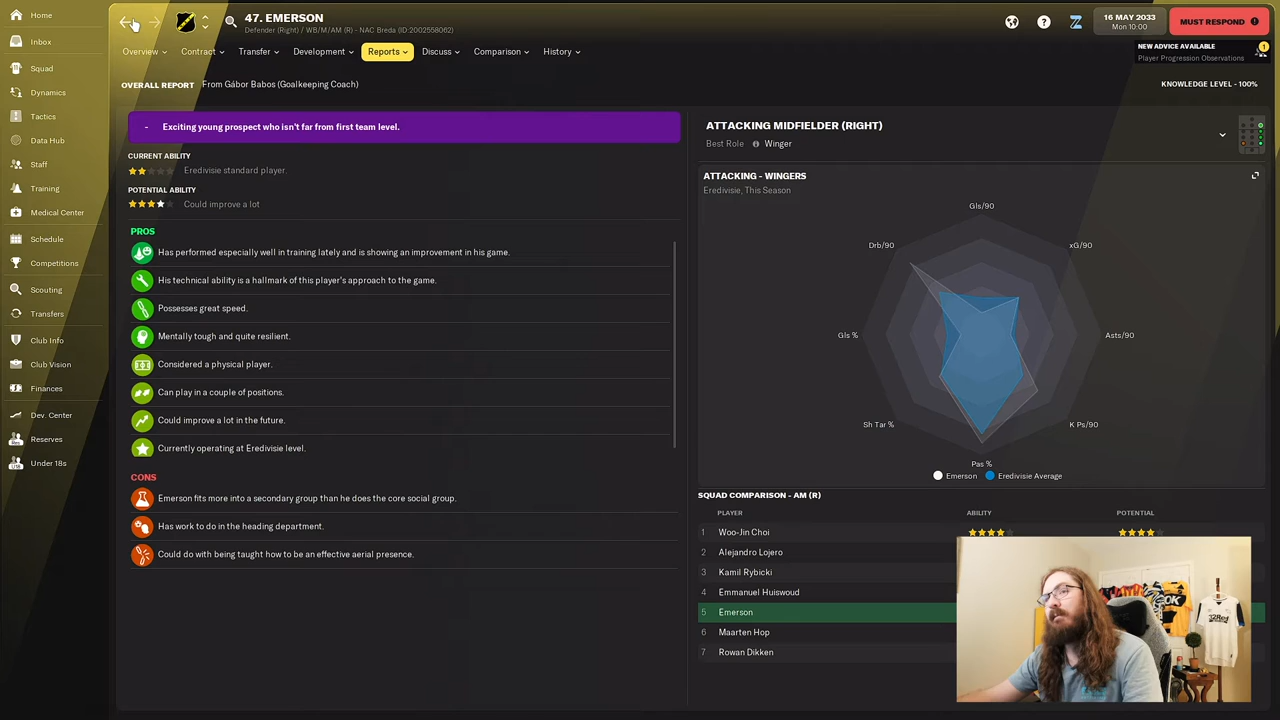 Home
Inbox
Squad
Dynamics
Tactics
Data Hub
Staff
Training
Medical Center
Schedule
Competitions
Scouting
Transfers
Club Info
Club Vision
Finances
Dev. Center
Reserves
Under 18s
47. EMERSON
Defender (Right) / WB/M/AM (R) - NAC Breda (ID:2002558062)
16 MAY 2033
Mon 10:00
MUST RESPOND
NEW ADVICE AVAILABLE
Player Progression Observations
1
Overview
Contract
Transfer
Development
Reports
Discuss
Comparison
History
OVERALL REPORT
From Gábor Babos (Goalkeeping Coach)
KNOWLEDGE LEVEL - 100%
- Exciting young prospect who isn't far from first team level.
CURRENT ABILITY
Eredivisie standard player.
POTENTIAL ABILITY
Could improve a lot
PROS
Has performed especially well in training lately and is showing an improvement in his game.
His technical ability is a hallmark of this player's approach to the game.
Possesses great speed.
Mentally tough and quite resilient.
Considered a physical player.
Can play in a couple of positions.
Could improve a lot in the future.
Currently operating at Eredivisie level.
CONS
Emerson fits more into a secondary group than he does the core social group.
Has work to do in the heading department.
Could do with being taught how to be an effective aerial presence.
ATTACKING MIDFIELDER (RIGHT)
Best Role Winger
ATTACKING - WINGERS
Eredivisie, This Season
Gls/90
xG/90
Asts/90
K Ps/90
Pas %
Sh Tar %
Gls %
Drb/90
Emerson
Eredivisie Average
SQUAD COMPARISON - AM (R)
PLAYER ABILITY POTENTIAL
1 Woo-Jin Choi
2 Alejandro Lojero
3 Kamil Rybicki
4 Emmanuel Huiswoud
5 Emerson
6 Maarten Hop
7 Rowan Dikken
32Red